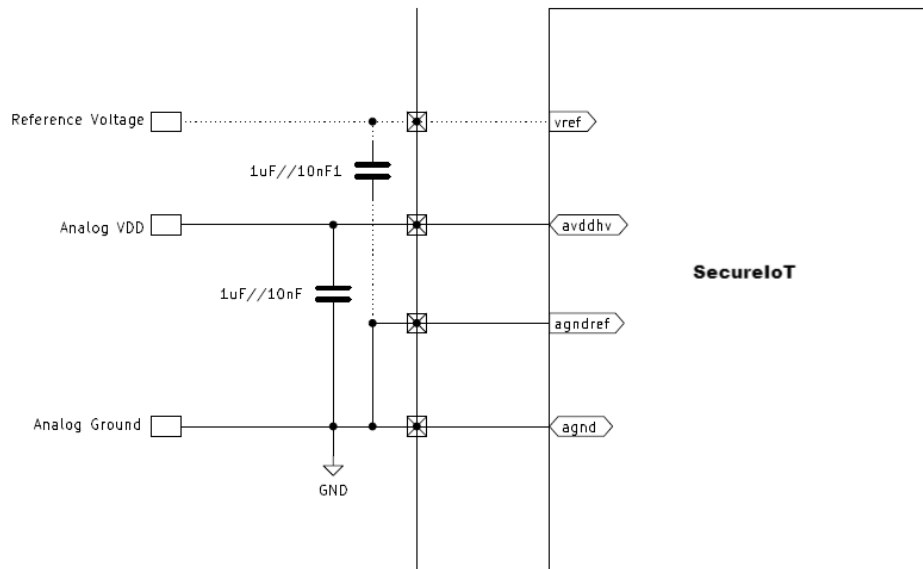 Reference Voltage
vref
1uF//10nF1
Analog VDD
avddhv
SecureIoT
1uF//10nF
agndref
Analog Ground
agnd
GND